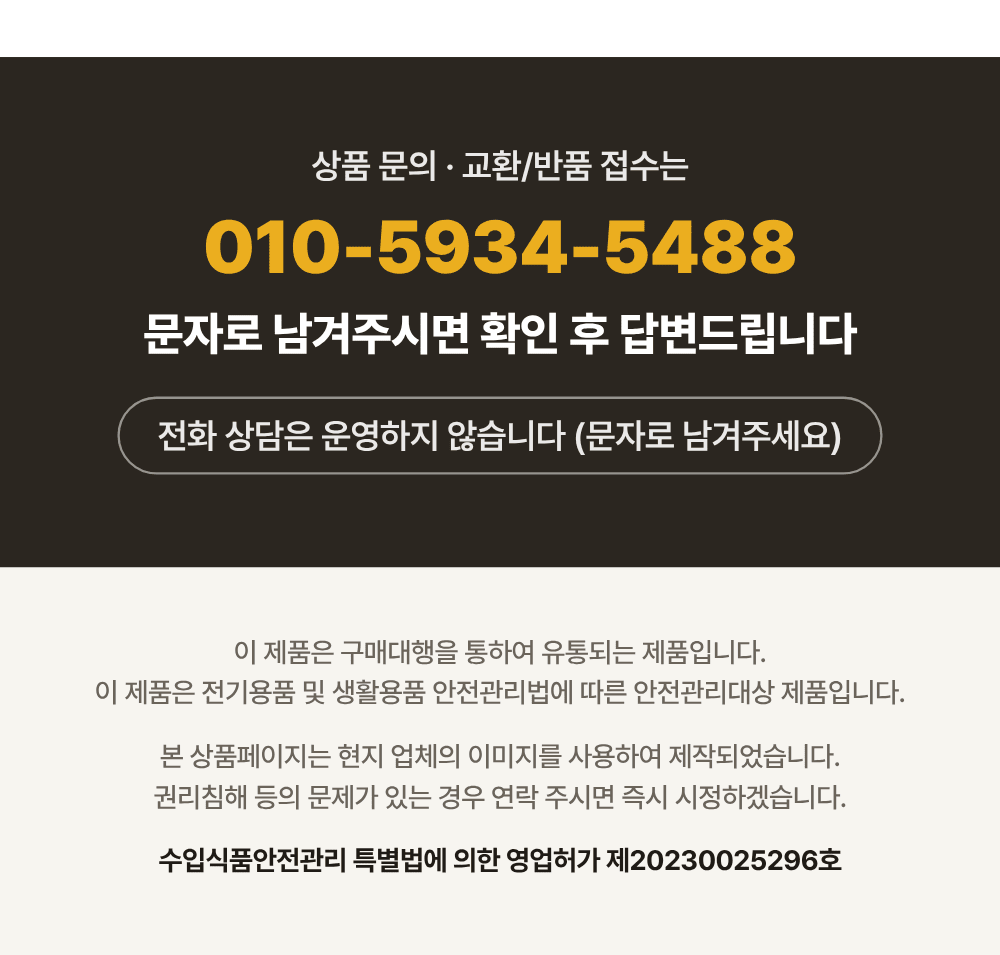 상품 문의 · 교환/반품 접수는
010-5934-5488
문자로 남겨주시면 확인 후 답변드립니다
전화 상담은 운영하지 않습니다 (문자로 남겨주세요)
이 제품은 구매대행을 통하여 유통되는 제품입니다.
이 제품은 전기용품 및 생활용품 안전관리법에 따른 안전관리대상 제품입니다.
본 상품페이지는 현지 업체의 이미지를 사용하여 제작되었습니다.
권리침해 등의 문제가 있는 경우 연락 주시면 즉시 시정하겠습니다.
수입식품안전관리 특별법에 의한 영업허가 제20230025296호